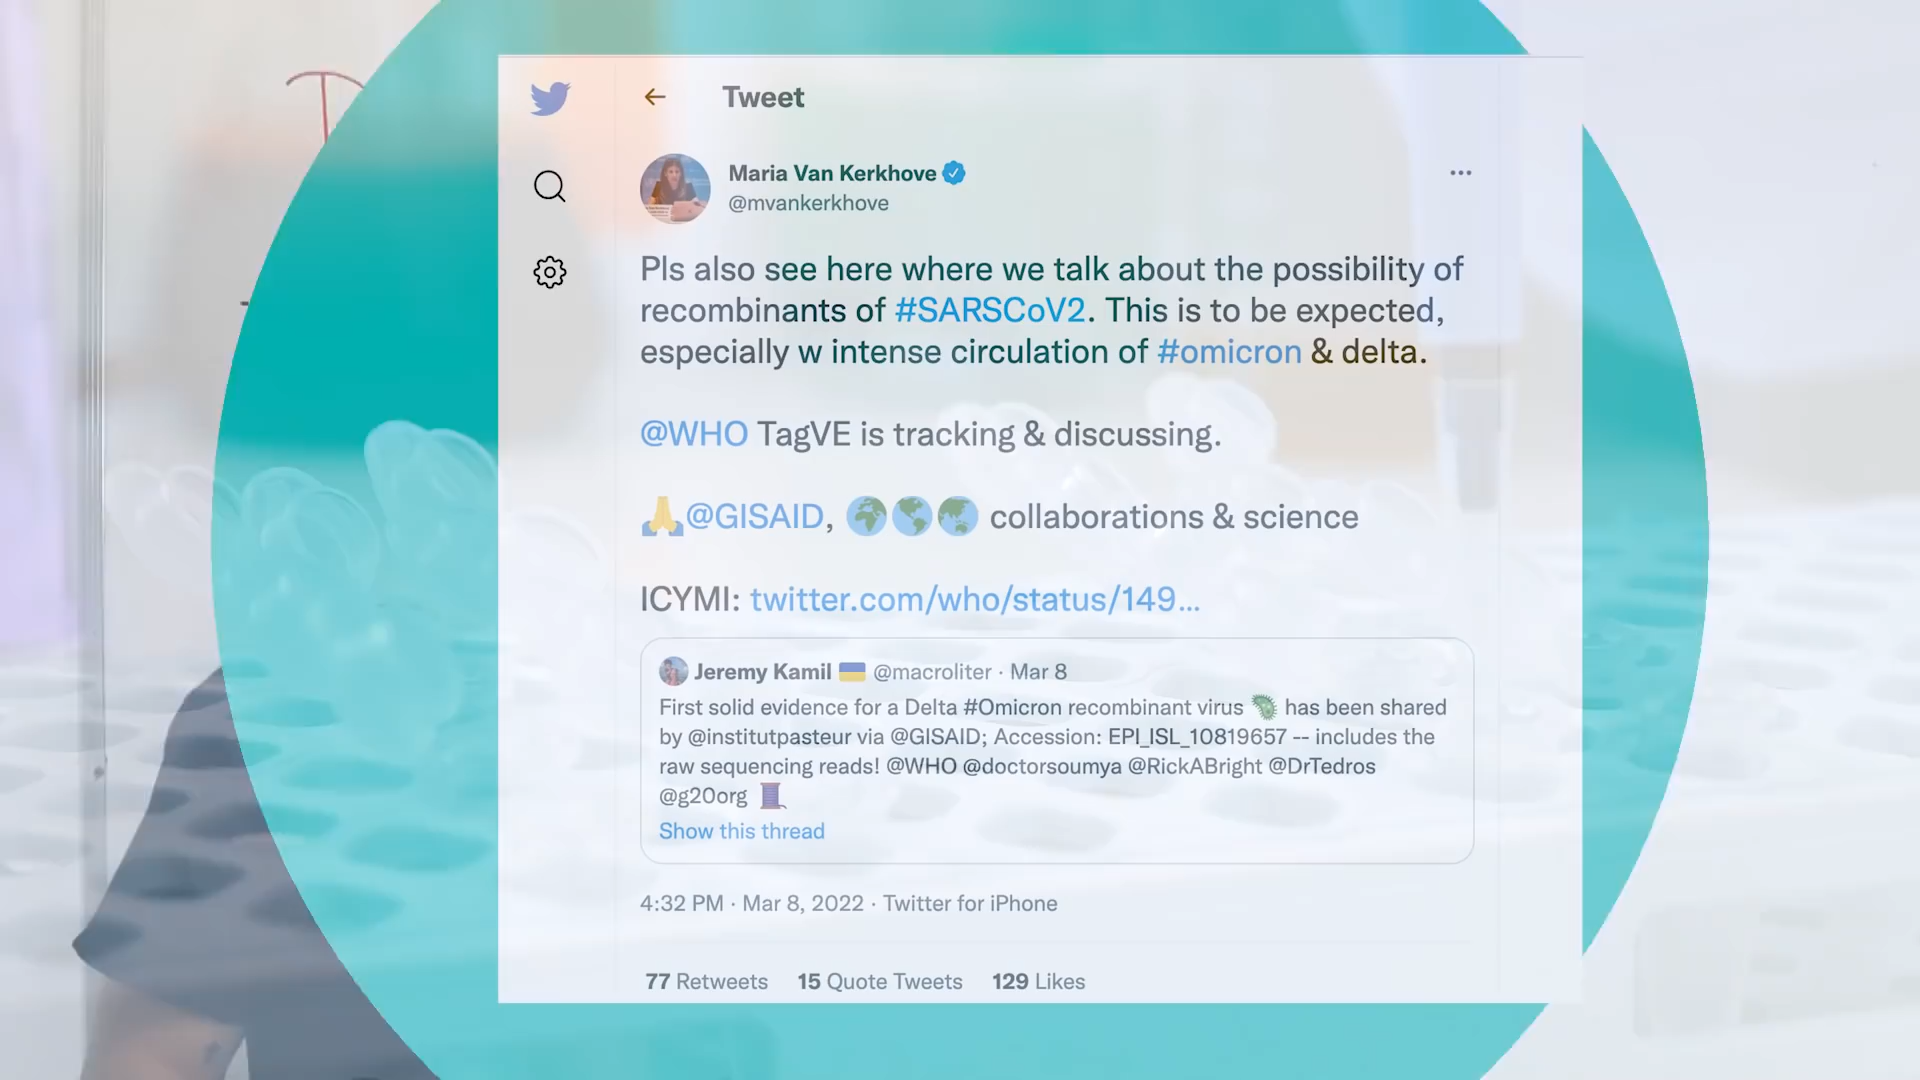 Tweet
Maria Van Kerkhove
@mvankerkhove
Pls also see here where we talk about the possibility of
recombinants of #SARSCoV2. This is to be expected,
especially w intense circulation of #omicron & delta.
@WHO TagVE is tracking & discussing.
🙏@GISAID, 🌍🌎🌏 collaborations & science
ICYMI: twitter.com/who/status/149…
Jeremy Kamil 🇺🇦 @macroliter · Mar 8
First solid evidence for a Delta #Omicron recombinant virus 🦠 has been shared
by @institutpasteur via @GISAID; Accession: EPI_ISL_10819657 -- includes the
raw sequencing reads! @WHO @doctorsoumya @RickABright @DrTedros
@g20org 🧵
Show this thread
4:32 PM · Mar 8, 2022 · Twitter for iPhone
77 Retweets 15 Quote Tweets 129 Likes